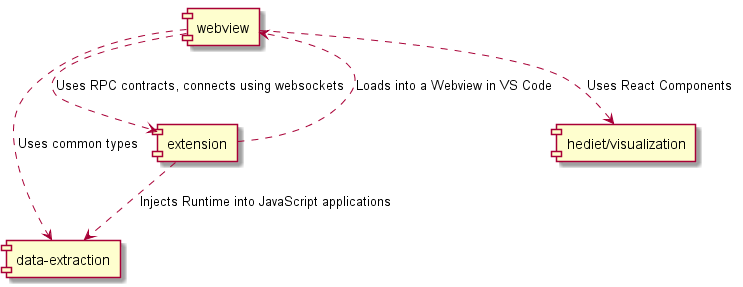 webview
Uses RPC contracts, connects using websockets
Loads into a Webview in VS Code
Uses React Components
Uses common types
extension
hediet/visualization
Injects Runtime into JavaScript applications
data-extraction